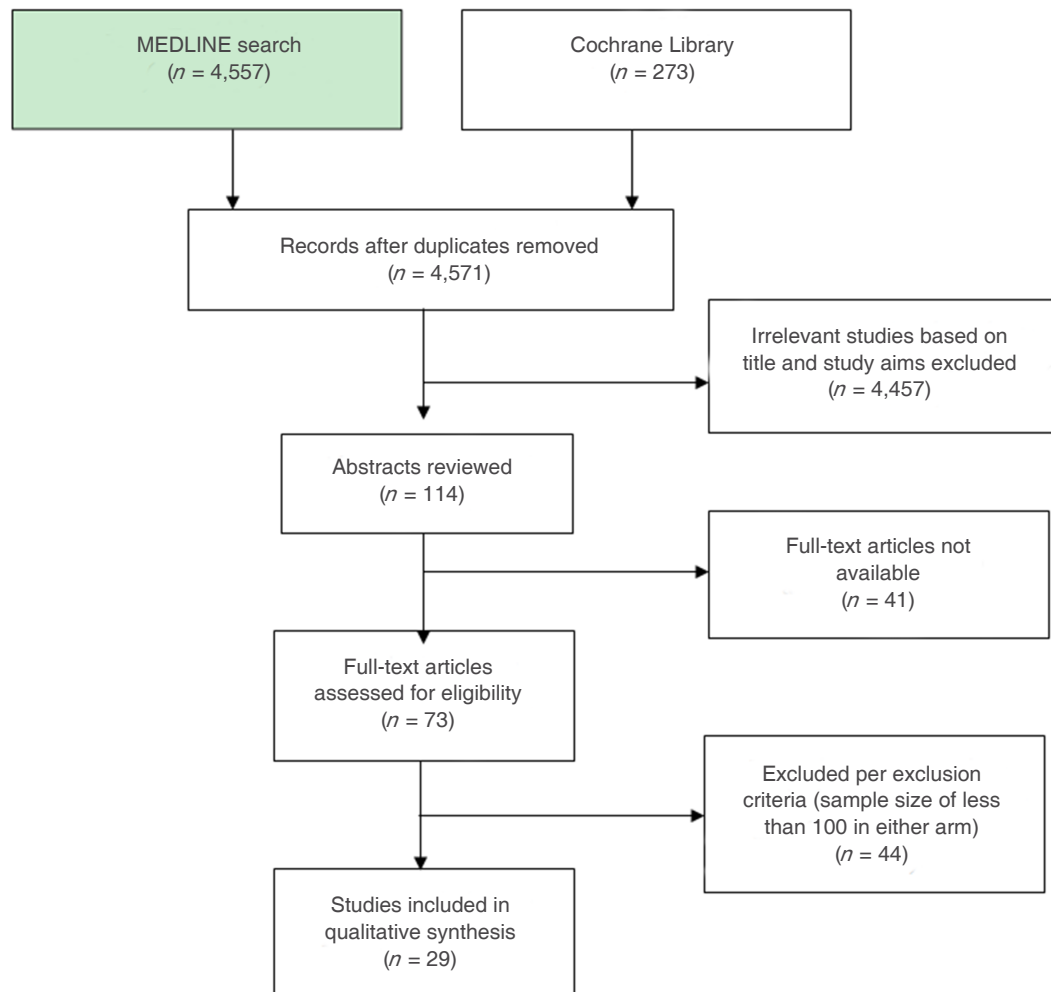 MEDLINE search
(n = 4,557)
Cochrane Library
(n = 273)
Records after duplicates removed
(n = 4,571)
Irrelevant studies based on
title and study aims excluded
(n = 4,457)
Abstracts reviewed
(n = 114)
Full-text articles not
available
(n = 41)
Full-text articles
assessed for eligibility
(n = 73)
Excluded per exclusion
criteria (sample size of less
than 100 in either arm)
(n = 44)
Studies included in
qualitative synthesis
(n = 29)